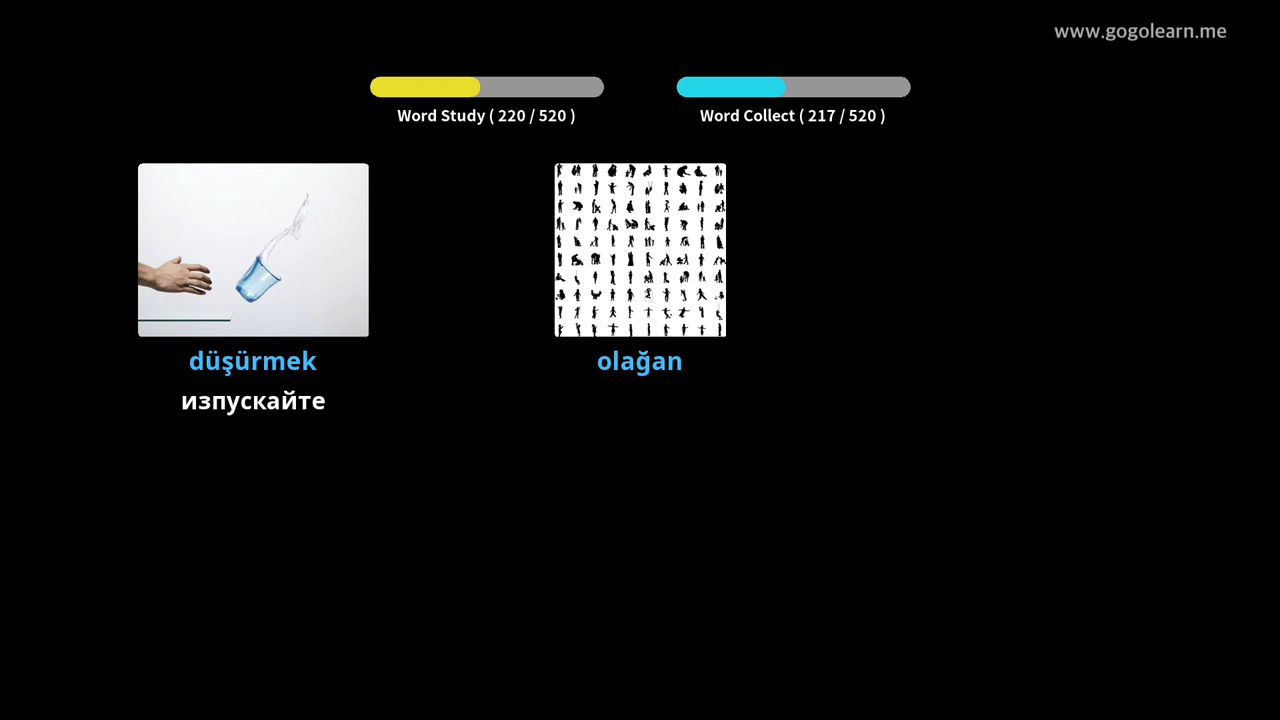 www.gogolearn.me
Word Study ( 220 / 520 )
Word Collect ( 217 / 520 )
düşürmek
olağan
изпускайте